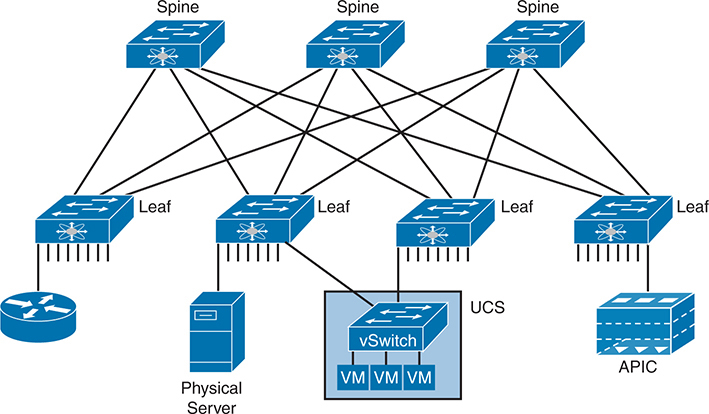 Spine
Spine
Spine
Leaf
Leaf
Leaf
Leaf
UCS
vSwitch
VM VM VM
Physical
Server
APIC